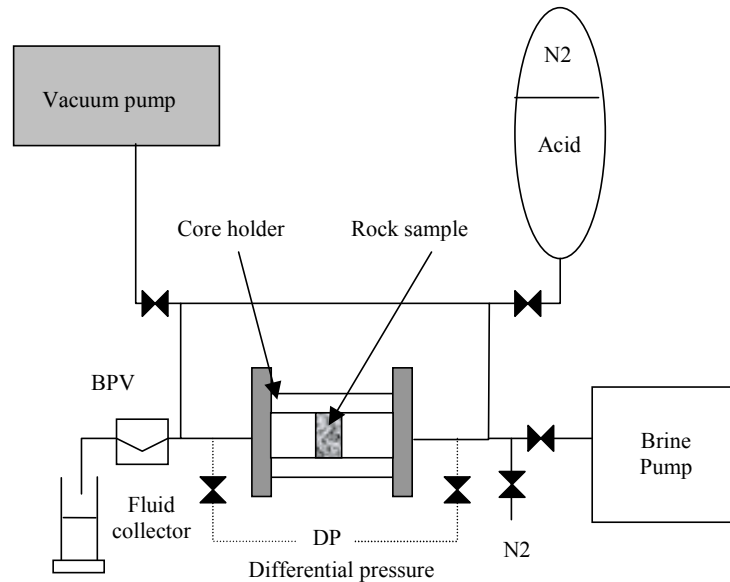 N2
Vacuum pump
Acid
Core holder
Rock sample
BPV
Brine
Pump
Fluid
collector
DP
N2
Differential pressure